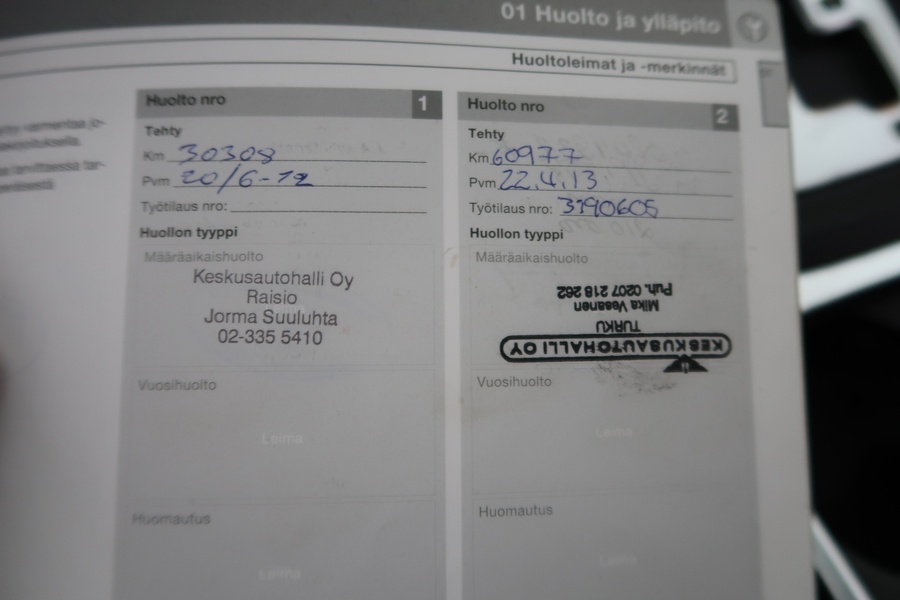 01 Huolto ja ylläpito
Huoltoleimat ja -merkinnät
Huolto nro 1
Tehty
Km 30308
Pvm 20/6-12
Työtilaus nro:
Huollon tyyppi
Määräaikaishuolto
Keskusautohalli Oy
Raisio
Jorma Suuluhta
02-335 5410
Vuosihuolto
Leima
Huomautus
Leima
Huolto nro 2
Tehty
Km 60977
Pvm 22.4.13
Työtilaus nro: 3190605
Huollon tyyppi
Määräaikaishuolto
KESKUSAUTOHALLI OY
TURKU
Mika Vesanen
Puh. 0207 218 262
Vuosihuolto
Leima
Huomautus
Leima